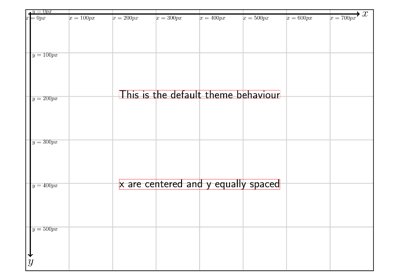 y = 0px
x = 0px x = 100px x = 200px x = 300px x = 400px x = 500px x = 600px x = 700px x
y = 100px
This is the default theme behaviour
y = 200px
y = 300px
x are centered and y equally spaced
y = 400px
y = 500px
y